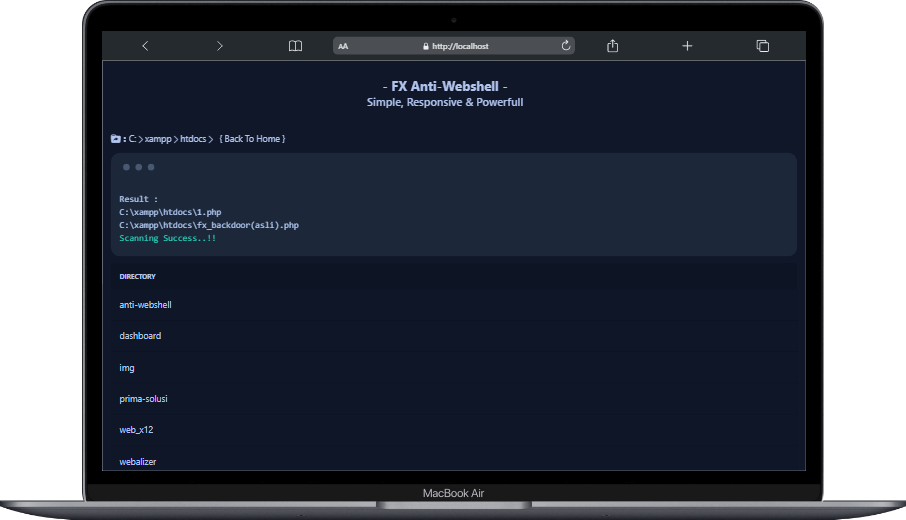 AA http://localhost
- FX Anti-Webshell -
Simple, Responsive & Powerfull
: C: > xampp > htdocs > { Back To Home }
Result :
C:\xampp\htdocs\1.php
C:\xampp\htdocs\fx_backdoor(asli).php
Scanning Success..!!
DIRECTORY
anti-webshell
dashboard
img
prima-solusi
web_x12
webalizer
MacBook Air